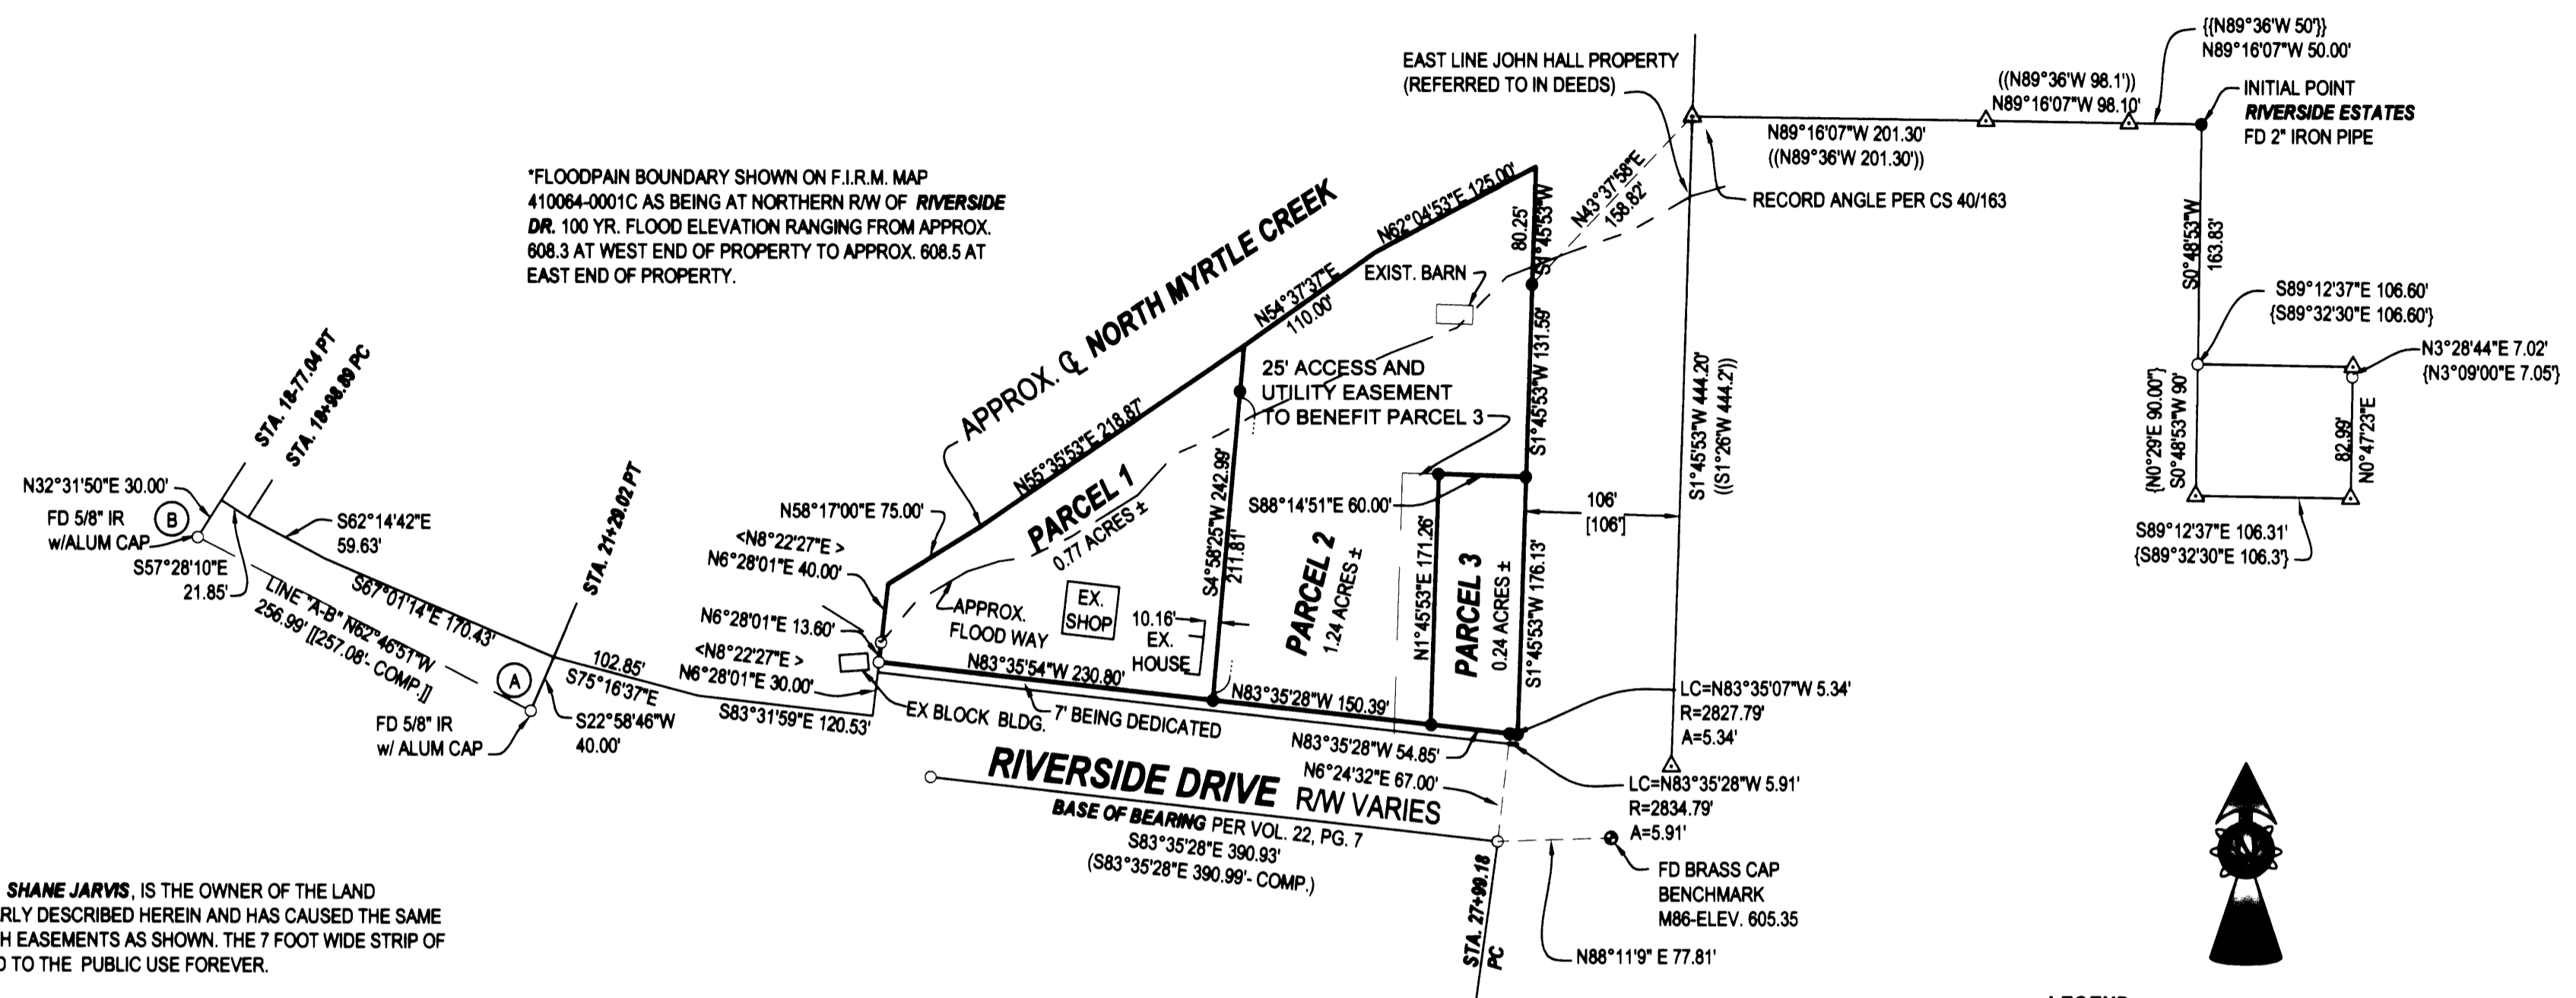 {{N89°36'W 50'}}
N89°16'07"W 50.00'
EAST LINE JOHN HALL PROPERTY
(REFERRED TO IN DEEDS)
((N89°36'W 98.1'))
N89°16'07"W 98.10'
INITIAL POINT
RIVERSIDE ESTATES
FD 2" IRON PIPE
N89°16'07"W 201.30'
((N89°36'W 201.30'))
RECORD ANGLE PER CS 40/163
*FLOODPAIN BOUNDARY SHOWN ON F.I.R.M. MAP
410064-0001C AS BEING AT NORTHERN R/W OF RIVERSIDE
DR. 100 YR. FLOOD ELEVATION RANGING FROM APPROX.
608.3 AT WEST END OF PROPERTY TO APPROX. 608.5 AT
EAST END OF PROPERTY.
APPROX. ℄ NORTH MYRTLE CREEK
N62°04'53"E 125.00'
S1°45'53"W
80.25'
N43°37'58"E
158.82'
S0°48'53"W
163.83'
EXIST. BARN
N54°37'37"E
110.00'
S89°12'37"E 106.60'
{S89°32'30"E 106.60'}
N3°28'44"E 7.02'
{N3°09'00"E 7.05'}
25' ACCESS AND
UTILITY EASEMENT
TO BENEFIT PARCEL 3
S1°45'53"W 131.59'
S1°45'53"W 444.20'
((S1°26'W 444.2'))
{N0°29'E 90.00"}
S0°48'53"W 90'
82.99'
N0°47'23"E
S89°12'37"E 106.31'
{S89°32'30"E 106.3'}
STA. 18-77.04 PT
STA. 18+98.89 PC
N32°31'50"E 30.00'
FD 5/8" IR
w/ALUM CAP
B
S62°14'42"E
59.63'
S57°28'10"E
21.85'
S67°01'14"E 170.43'
LINE "A-B" N62°46'51"W
256.99' [[257.08'- COMP.]]
STA. 21+29.02 PT
A
FD 5/8" IR
w/ ALUM CAP
102.85'
S75°16'37"E
S22°58'46"W
40.00'
S83°31'59"E 120.53'
N55°35'53"E 218.87'
N58°17'00"E 75.00'
<N8°22'27"E >
N6°28'01"E 40.00'
N6°28'01"E 13.60'
<N8°22'27"E >
N6°28'01"E 30.00'
PARCEL 1
0.77 ACRES ±
APPROX.
FLOOD WAY
EX.
SHOP
10.16'
EX.
HOUSE
S4°58'25"W 242.99'
211.81'
N83°35'54"W 230.80'
EX BLOCK BLDG.
7' BEING DEDICATED
S88°14'51"E 60.00'
PARCEL 2
1.24 ACRES ±
N1°45'53"E 171.26'
PARCEL 3
0.24 ACRES ±
S1°45'53"W 176.13'
106'
[106']
N83°35'28"W 150.39'
N83°35'28"W 54.85'
N6°24'32"E 67.00'
LC=N83°35'07"W 5.34'
R=2827.79'
A=5.34'
LC=N83°35'28"W 5.91'
R=2834.79'
A=5.91'
RIVERSIDE DRIVE R/W VARIES
BASE OF BEARING PER VOL. 22, PG. 7
S83°35'28"E 390.93'
(S83°35'28"E 390.99'- COMP.)
STA. 27+99.18
PC
FD BRASS CAP
BENCHMARK
M86-ELEV. 605.35
N88°11'9" E 77.81'
SHANE JARVIS, IS THE OWNER OF THE LAND
RLY DESCRIBED HEREIN AND HAS CAUSED THE SAME
H EASEMENTS AS SHOWN. THE 7 FOOT WIDE STRIP OF
D TO THE PUBLIC USE FOREVER.